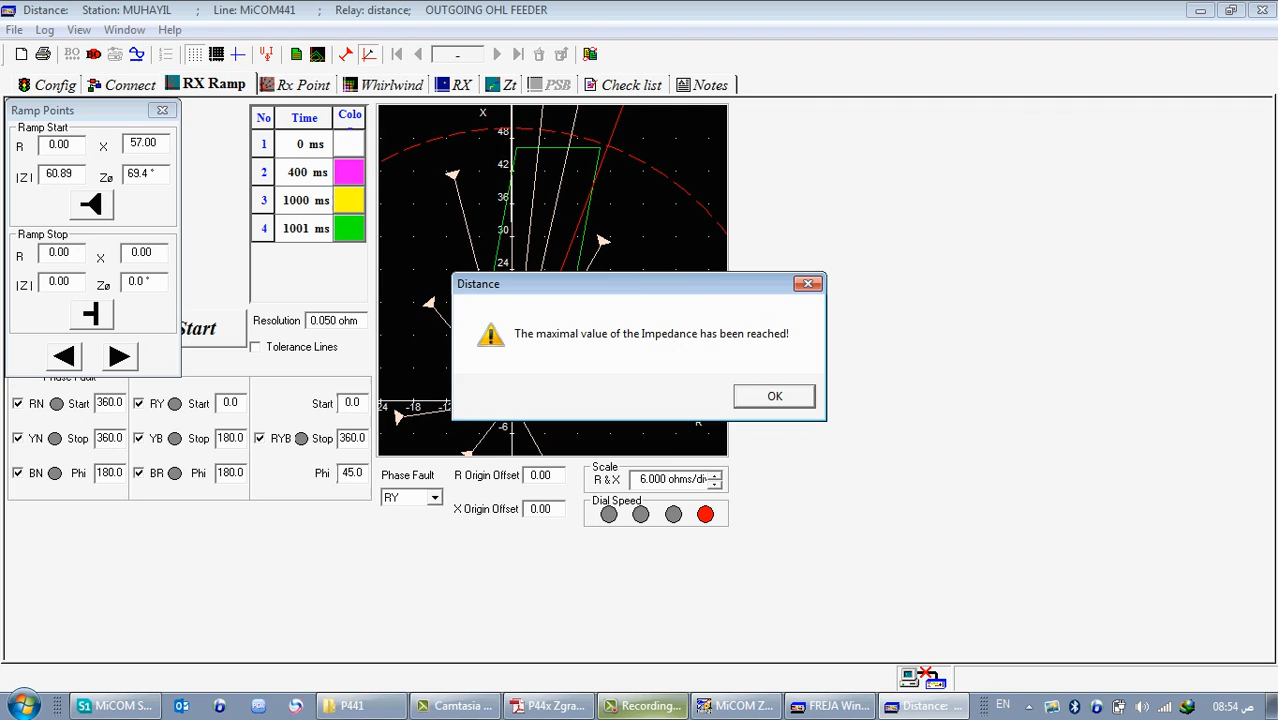 Distance: Station: MUHAYIL ; Line: MiCOM441 ; Relay: distance; OUTGOING OHL FEEDER
File Log View Window Help
-
Config Connect RX Ramp Rx Point Whirlwind RX Zt PSB Check list Notes
Ramp Points
Ramp Start
R 0.00 X 57.00
|Z| 60.89 Zø 69.4 °
Ramp Stop
R 0.00 X 0.00
|Z| 0.00 Zø 0.0 °
No Time Colo
1 0 ms
2 400 ms
3 1000 ms
4 1001 ms
Start
Resolution 0.050 ohm
Tolerance Lines
X
48
42
36
30
24
24 -18 -12
-6
R
Distance
The maximal value of the Impedance has been reached!
OK
Phase Fault
RN Start 360.0 RY Start 0.0 Start 0.0
YN Stop 360.0 YB Stop 180.0 RYB Stop 360.0
BN Phi 180.0 BR Phi 180.0 Phi 45.0
Phase Fault
RY
R Origin Offset 0.00
X Origin Offset 0.00
Scale
R & X 6.000 ohms/div
Dial Speed
S1 MiCOM S... P441 Camtasia ... P44x Zgra... Recording... MiCOM Z... FREJA Win... Distance: ... EN 08:54 ص